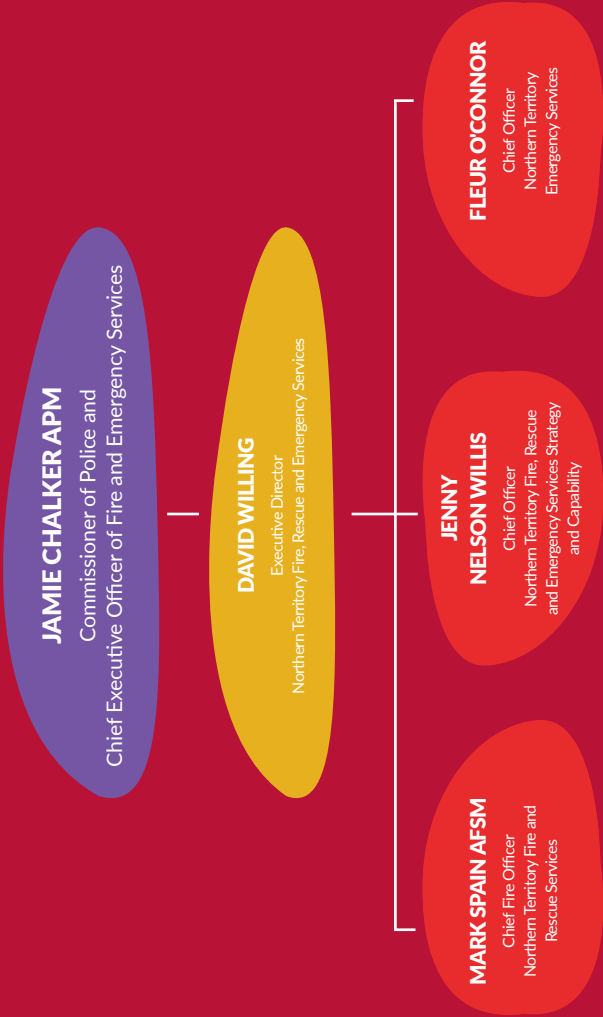 JAMIE CHALKER APM
Commissioner of Police and
Chief Executive Officer of Fire and Emergency Services
DAVID WILLING
Executive Director
Northern Territory Fire, Rescue and Emergency Services
MARK SPAIN AFSM
Chief Fire Officer
Northern Territory Fire and
Rescue Services
JENNY
NELSON WILLIS
Chief Officer
Northern Territory Fire, Rescue
and Emergency Services Strategy
and Capability
FLEUR O'CONNOR
Chief Officer
Northern Territory
Emergency Services